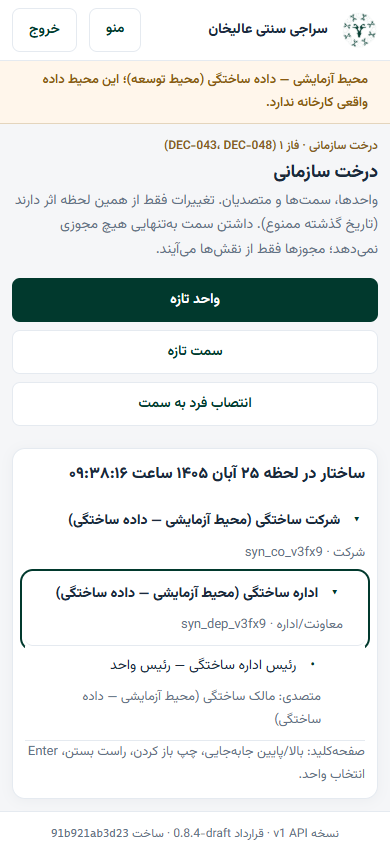 سراجی سنتی عالیخان
منو
خروج
محیط آزمایشی — داده ساختگی (محیط توسعه)؛ این محیط داده
واقعی کارخانه ندارد.
درخت سازمانی · فاز ۱ (DEC-043، DEC-048)
درخت سازمانی
واحدها، سمت‌ها و متصدیان. تغییرات فقط از همین لحظه اثر دارند
(تاریخ گذشته ممنوع). داشتن سمت به‌تنهایی هیچ مجوزی
نمی‌دهد؛ مجوزها فقط از نقش‌ها می‌آیند.
واحد تازه
سمت تازه
انتصاب فرد به سمت
ساختار در لحظه ۲۵ آبان ۱۴۰۵ ساعت ۰۹:۳۸:۱۶
▾ شرکت ساختگی (محیط آزمایشی — داده ساختگی)
شرکت · syn_co_v3fx9
▾ اداره ساختگی (محیط آزمایشی — داده ساختگی)
معاونت/اداره · syn_dep_v3fx9
• رئیس اداره ساختگی — رئیس واحد
متصدی: مالک ساختگی (محیط آزمایشی — داده
ساختگی)
صفحه‌کلید: بالا/پایین جابه‌جایی، چپ باز کردن، راست بستن، Enter
انتخاب واحد.
نسخه API v1 · قرارداد 0.8.4-draft · ساخت 91b921ab3d23